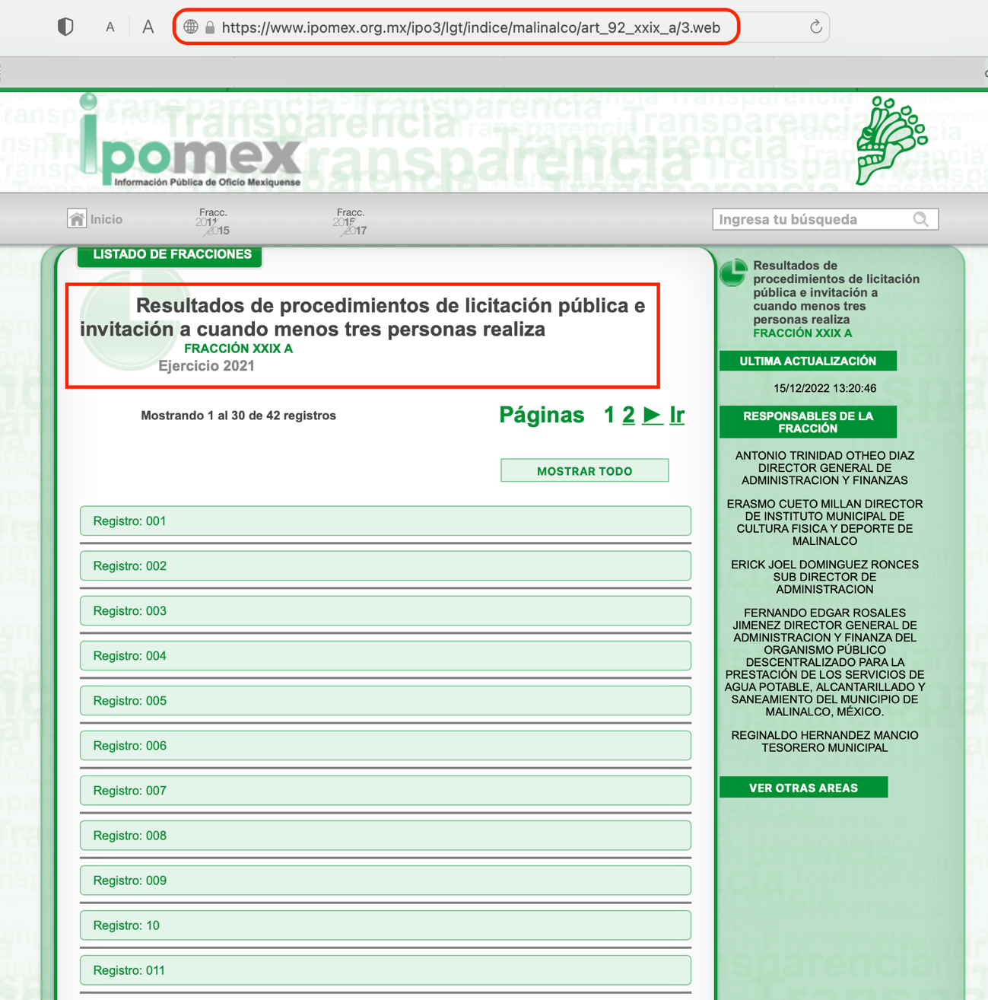 A A https://www.ipomex.org.mx/ipo3/lgt/indice/malinalco/art_92_xxix_a/3.web
ipomex
Información Pública de Oficio Mexiquense
Inicio
Fracc.
2011
2015
Fracc.
2015
2017
Ingresa tu búsqueda
LISTADO DE FRACCIONES
Resultados de procedimientos de licitación pública e
invitación a cuando menos tres personas realiza
FRACCIÓN XXIX A
Ejercicio 2021
Mostrando 1 al 30 de 42 registros
Páginas 1 2 ► Ir
MOSTRAR TODO
Registro: 001
Registro: 002
Registro: 003
Registro: 004
Registro: 005
Registro: 006
Registro: 007
Registro: 008
Registro: 009
Registro: 10
Registro: 011
Resultados de
procedimientos de licitación
pública e invitación a
cuando menos tres
personas realiza
FRACCIÓN XXIX A
ULTIMA ACTUALIZACIÓN
15/12/2022 13:20:46
RESPONSABLES DE LA
FRACCIÓN
ANTONIO TRINIDAD OTHEO DIAZ
DIRECTOR GENERAL DE
ADMINISTRACION Y FINANZAS
ERASMO CUETO MILLAN DIRECTOR
DE INSTITUTO MUNICIPAL DE
CULTURA FISICA Y DEPORTE DE
MALINALCO
ERICK JOEL DOMINGUEZ RONCES
SUB DIRECTOR DE
ADMINISTRACION
FERNANDO EDGAR ROSALES
JIMENEZ DIRECTOR GENERAL DE
ADMINISTRACION Y FINANZA DEL
ORGANISMO PÚBLICO
DESCENTRALIZADO PARA LA
PRESTACIÓN DE LOS SERVICIOS DE
AGUA POTABLE, ALCANTARILLADO Y
SANEAMIENTO DEL MUNICIPIO DE
MALINALCO, MÉXICO.
REGINALDO HERNANDEZ MANCIO
TESORERO MUNICIPAL
VER OTRAS AREAS